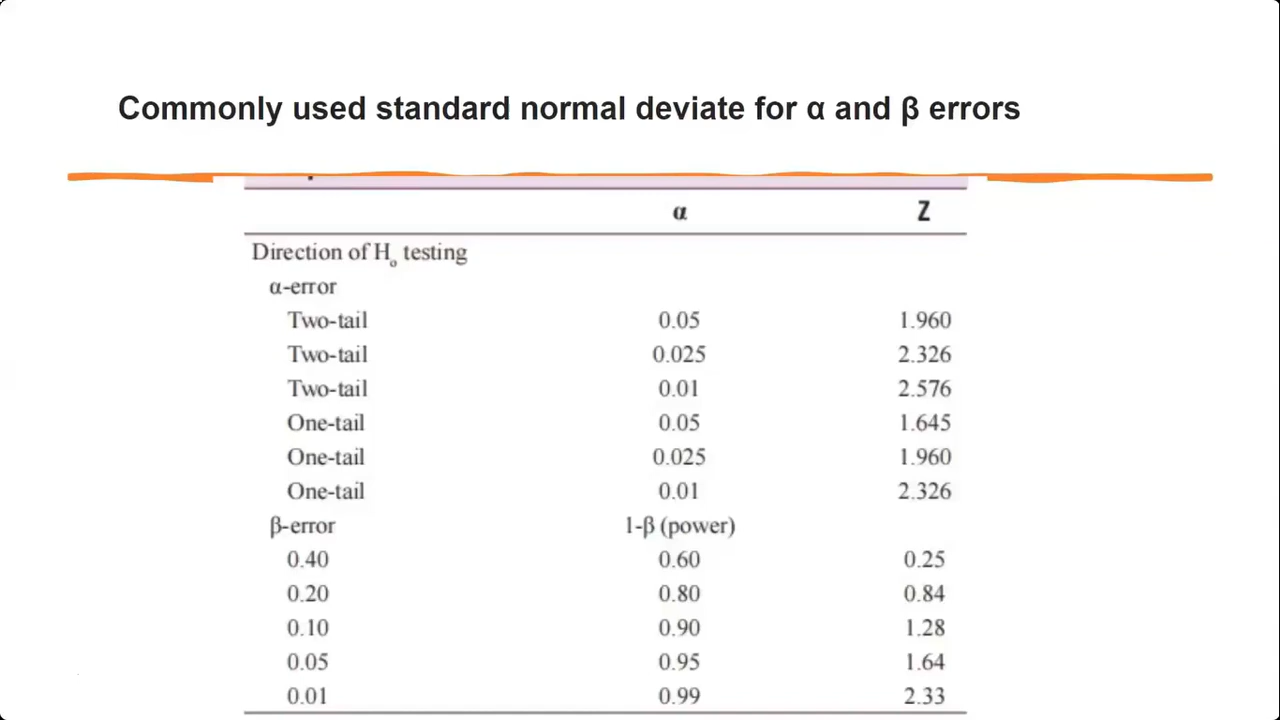 Commonly used standard normal deviate for α and β errors
α Z
Direction of H₀ testing
α-error
Two-tail 0.05 1.960
Two-tail 0.025 2.326
Two-tail 0.01 2.576
One-tail 0.05 1.645
One-tail 0.025 1.960
One-tail 0.01 2.326
β-error 1-β (power)
0.40 0.60 0.25
0.20 0.80 0.84
0.10 0.90 1.28
0.05 0.95 1.64
0.01 0.99 2.33